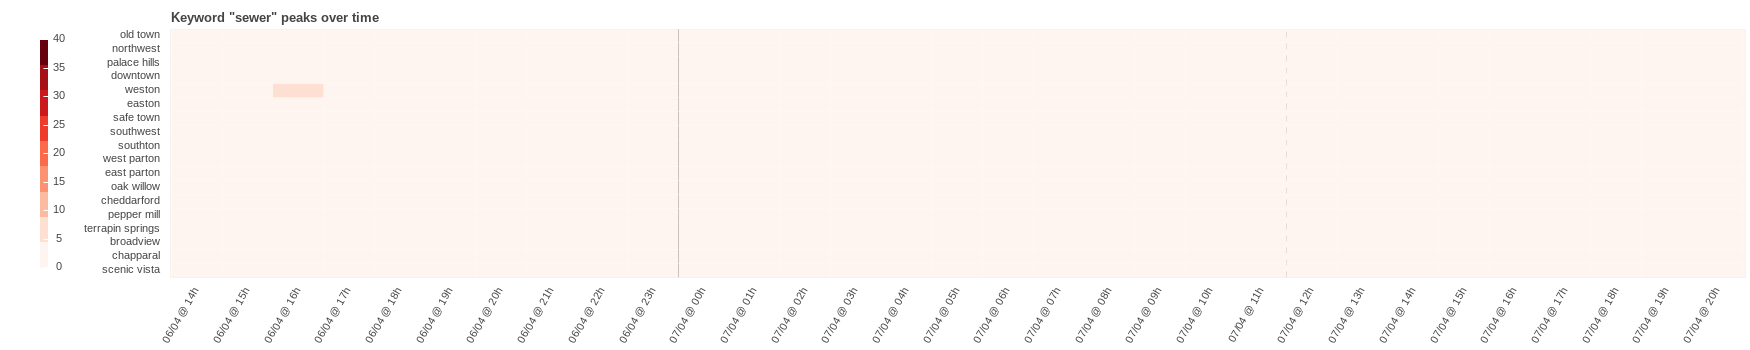 Keyword "sewer" peaks over time
40
35
30
25
20
15
10
5
0
old town
northwest
palace hills
downtown
weston
easton
safe town
southwest
southton
west parton
east parton
oak willow
cheddarford
pepper mill
terrapin springs
broadview
chapparal
scenic vista
06/04 @ 14h
06/04 @ 15h
06/04 @ 16h
06/04 @ 17h
06/04 @ 18h
06/04 @ 19h
06/04 @ 20h
06/04 @ 21h
06/04 @ 22h
06/04 @ 23h
07/04 @ 00h
07/04 @ 01h
07/04 @ 02h
07/04 @ 03h
07/04 @ 04h
07/04 @ 05h
07/04 @ 06h
07/04 @ 07h
07/04 @ 08h
07/04 @ 09h
07/04 @ 10h
07/04 @ 11h
07/04 @ 12h
07/04 @ 13h
07/04 @ 14h
07/04 @ 15h
07/04 @ 16h
07/04 @ 17h
07/04 @ 18h
07/04 @ 19h
07/04 @ 20h